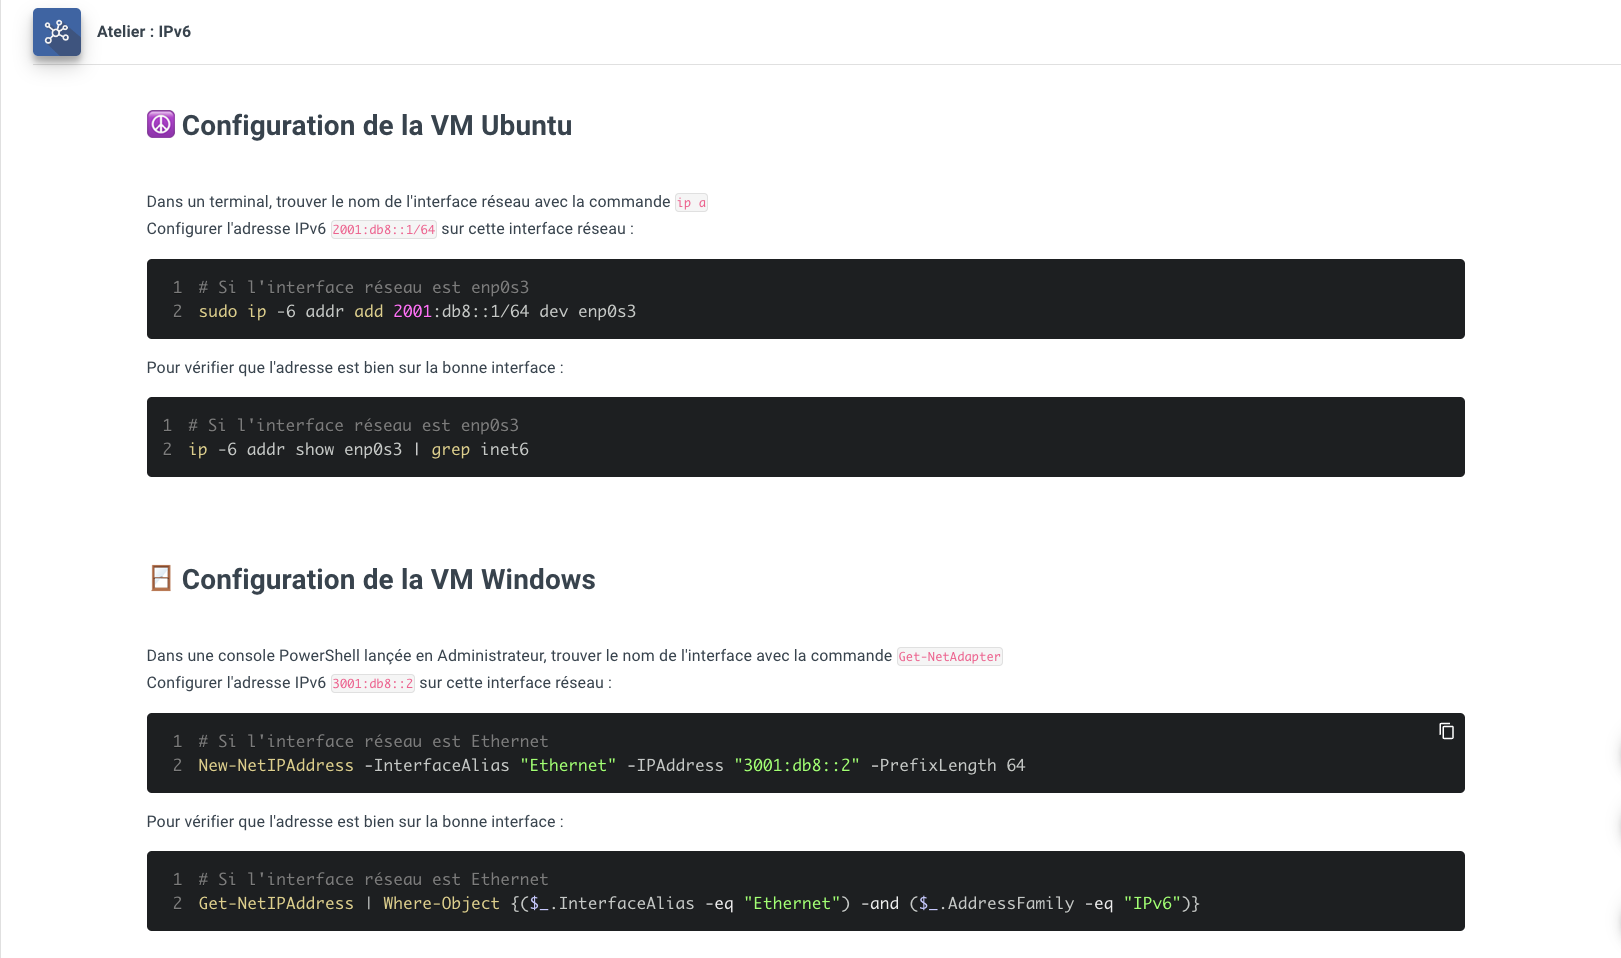 Atelier : IPv6
Configuration de la VM Ubuntu
Dans un terminal, trouver le nom de l'interface réseau avec la commande ip a
Configurer l'adresse IPv6 2001:db8::1/64 sur cette interface réseau :
1 # Si l'interface réseau est enp0s3
2 sudo ip -6 addr add 2001:db8::1/64 dev enp0s3
Pour vérifier que l'adresse est bien sur la bonne interface :
1 # Si l'interface réseau est enp0s3
2 ip -6 addr show enp0s3 | grep inet6
Configuration de la VM Windows
Dans une console PowerShell lançée en Administrateur, trouver le nom de l'interface avec la commande Get-NetAdapter
Configurer l'adresse IPv6 3001:db8::2 sur cette interface réseau :
1 # Si l'interface réseau est Ethernet
2 New-NetIPAddress -InterfaceAlias "Ethernet" -IPAddress "3001:db8::2" -PrefixLength 64
Pour vérifier que l'adresse est bien sur la bonne interface :
1 # Si l'interface réseau est Ethernet
2 Get-NetIPAddress | Where-Object {($_.InterfaceAlias -eq "Ethernet") -and ($_.AddressFamily -eq "IPv6")}